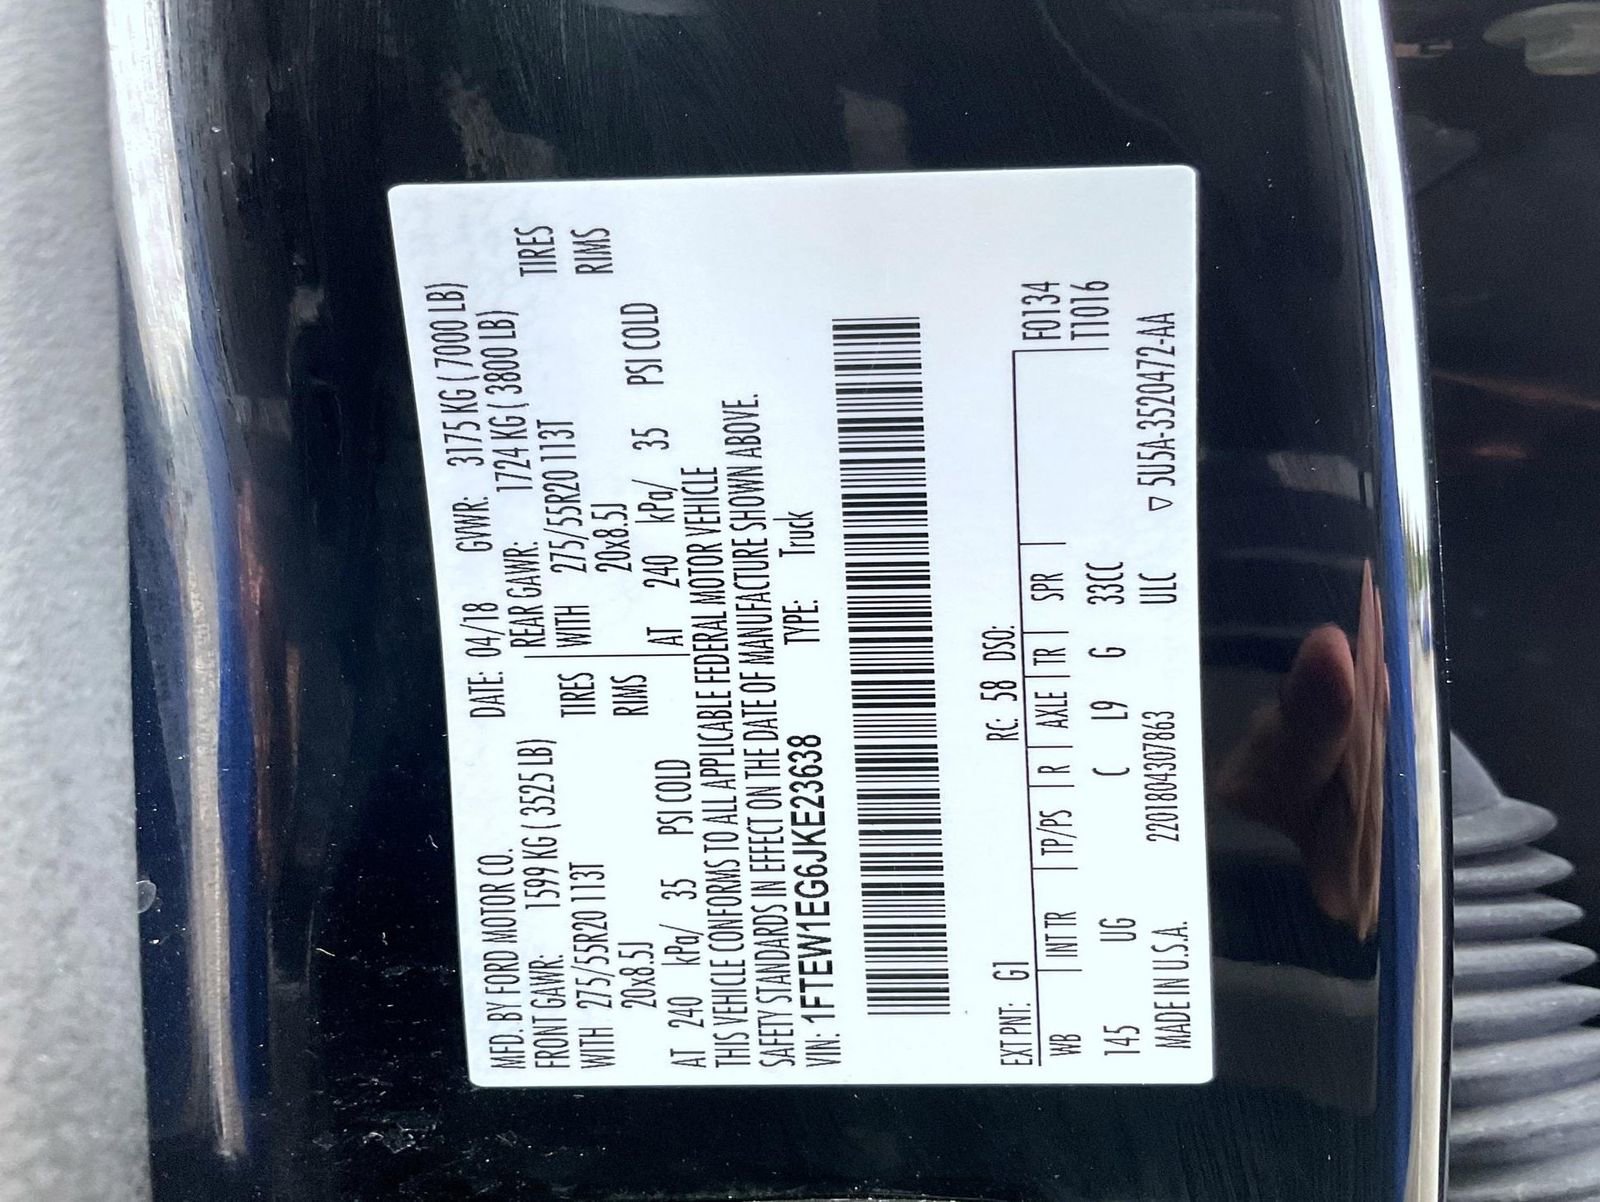 MFD. BY FORD MOTOR CO. DATE: 04/18 GVWR: 3175 KG ( 7000 LB)
FRONT GAWR: 1599 KG ( 3525 LB) REAR GAWR: 1724 KG ( 3800 LB)
WITH 275/55R20 113T TIRES WITH 275/55R20 113T TIRES
20x8.5J RIMS 20x8.5J RIMS
AT 240 kPa/ 35 PSI COLD AT 240 kPa/ 35 PSI COLD
THIS VEHICLE CONFORMS TO ALL APPLICABLE FEDERAL MOTOR VEHICLE
SAFETY STANDARDS IN EFFECT ON THE DATE OF MANUFACTURE SHOWN ABOVE.
VIN: 1FTEW1EG6JKE23638 TYPE: Truck
EXT PNT: G1 RC: 58 DSO: F0134
WB INT TR TP/PS R AXLE TR SPR T1016
145 UG C L9 G 33CC
MADE IN U.S.A. 2201804307863 ULC ▽ 5U5A-3520472-AA